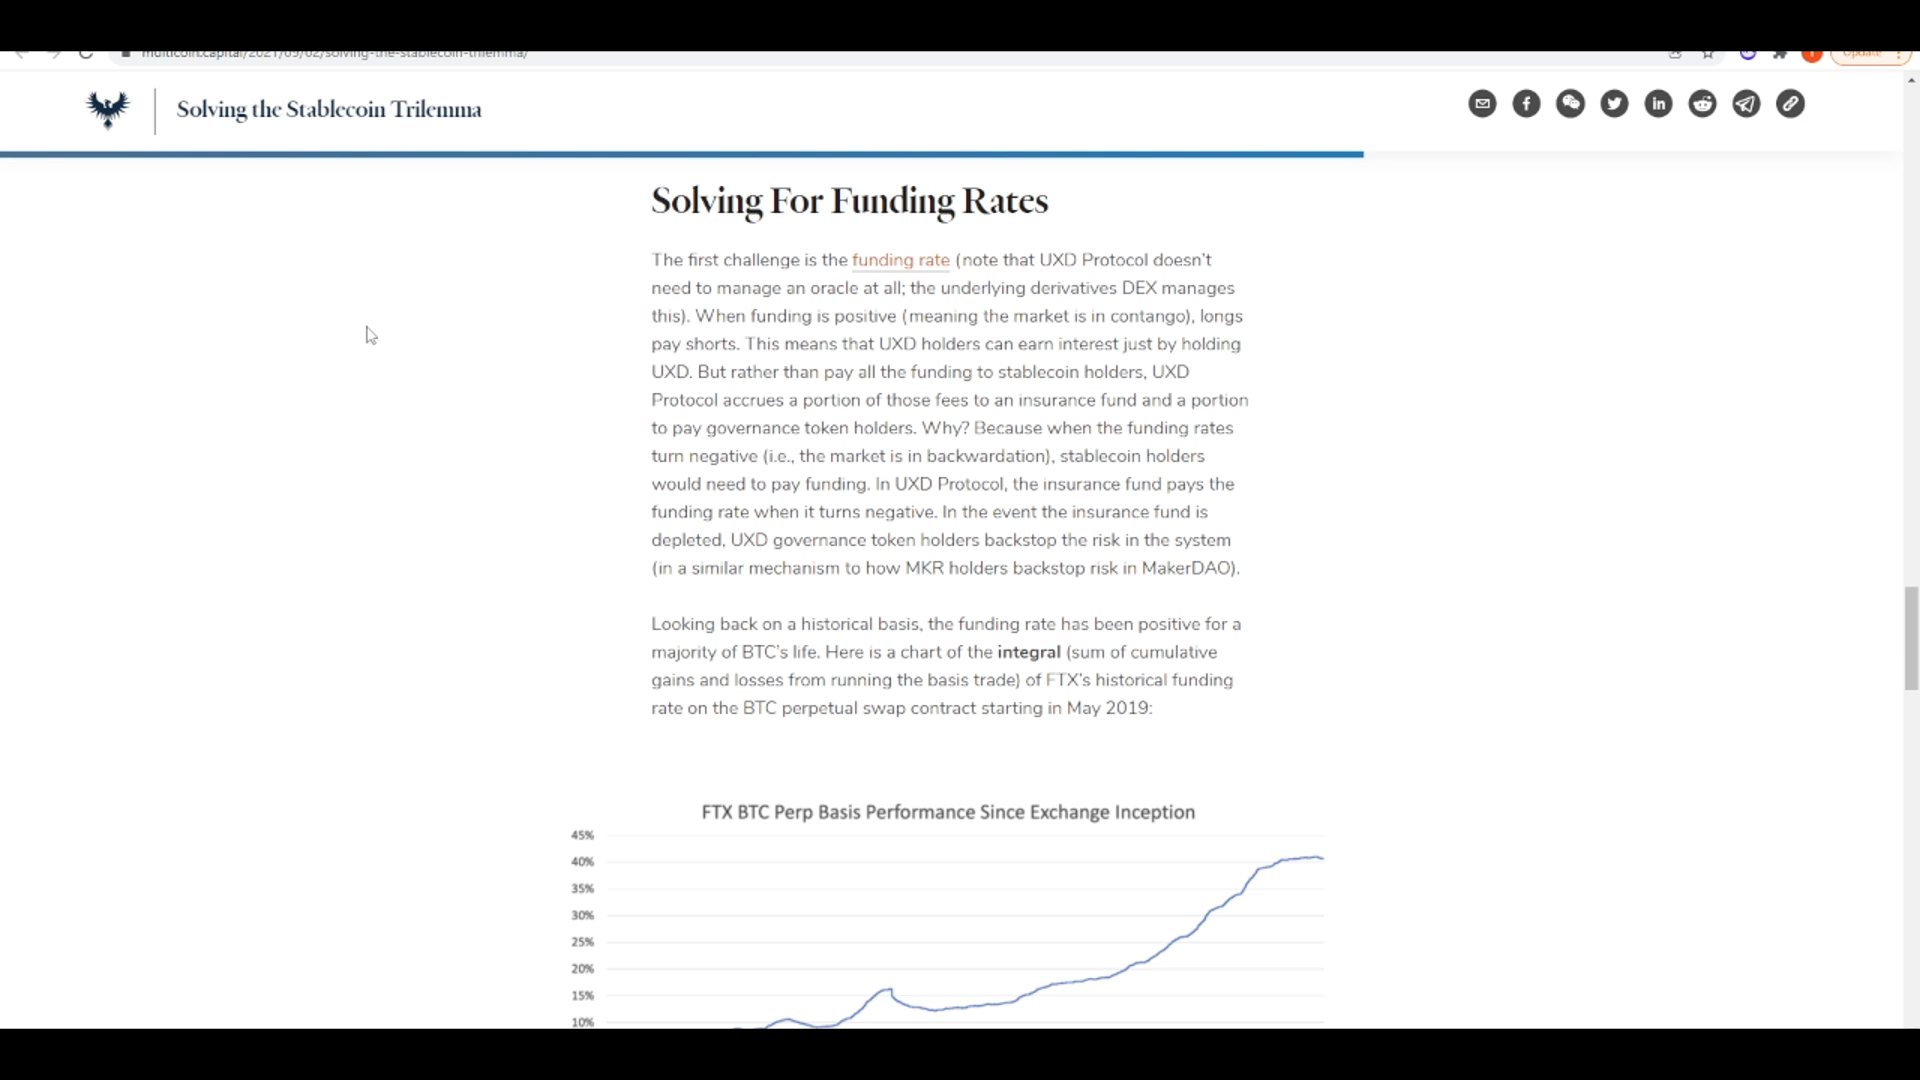 multicoin.capital/2021/09/02/solving-the-stablecoin-trilemma/
Update
Solving the Stablecoin Trilemma
Solving For Funding Rates
The first challenge is the funding rate (note that UXD Protocol doesn't
need to manage an oracle at all; the underlying derivatives DEX manages
this). When funding is positive (meaning the market is in contango), longs
pay shorts. This means that UXD holders can earn interest just by holding
UXD. But rather than pay all the funding to stablecoin holders, UXD
Protocol accrues a portion of those fees to an insurance fund and a portion
to pay governance token holders. Why? Because when the funding rates
turn negative (i.e., the market is in backwardation), stablecoin holders
would need to pay funding. In UXD Protocol, the insurance fund pays the
funding rate when it turns negative. In the event the insurance fund is
depleted, UXD governance token holders backstop the risk in the system
(in a similar mechanism to how MKR holders backstop risk in MakerDAO).
Looking back on a historical basis, the funding rate has been positive for a
majority of BTC's life. Here is a chart of the integral (sum of cumulative
gains and losses from running the basis trade) of FTX's historical funding
rate on the BTC perpetual swap contract starting in May 2019:
FTX BTC Perp Basis Performance Since Exchange Inception
45%
40%
35%
30%
25%
20%
15%
10%